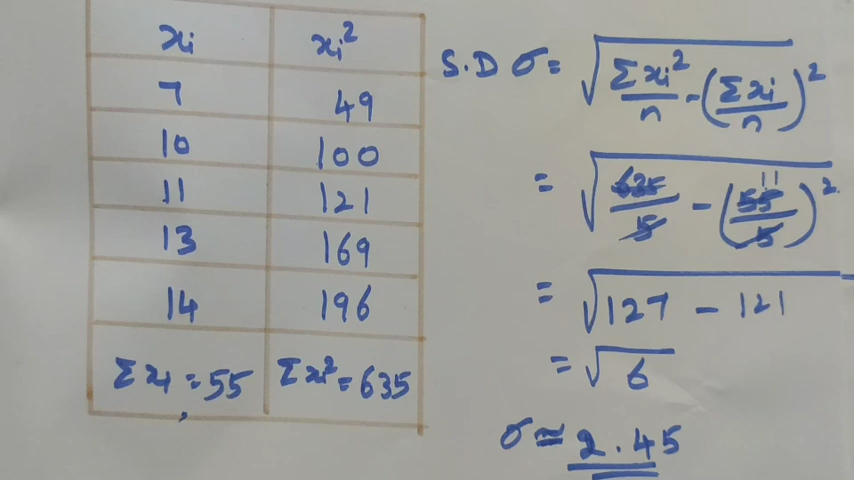 xi xi²
7 49
10 100
11 121
13 169
14 196
Σxi = 55 Σxi² = 635
S.D σ = √(Σxi²/n - (Σxi/n)²)
= √(635/5 - (55/5)²) 11
= √(127 - 121)
= √6
σ ≃ 2.45